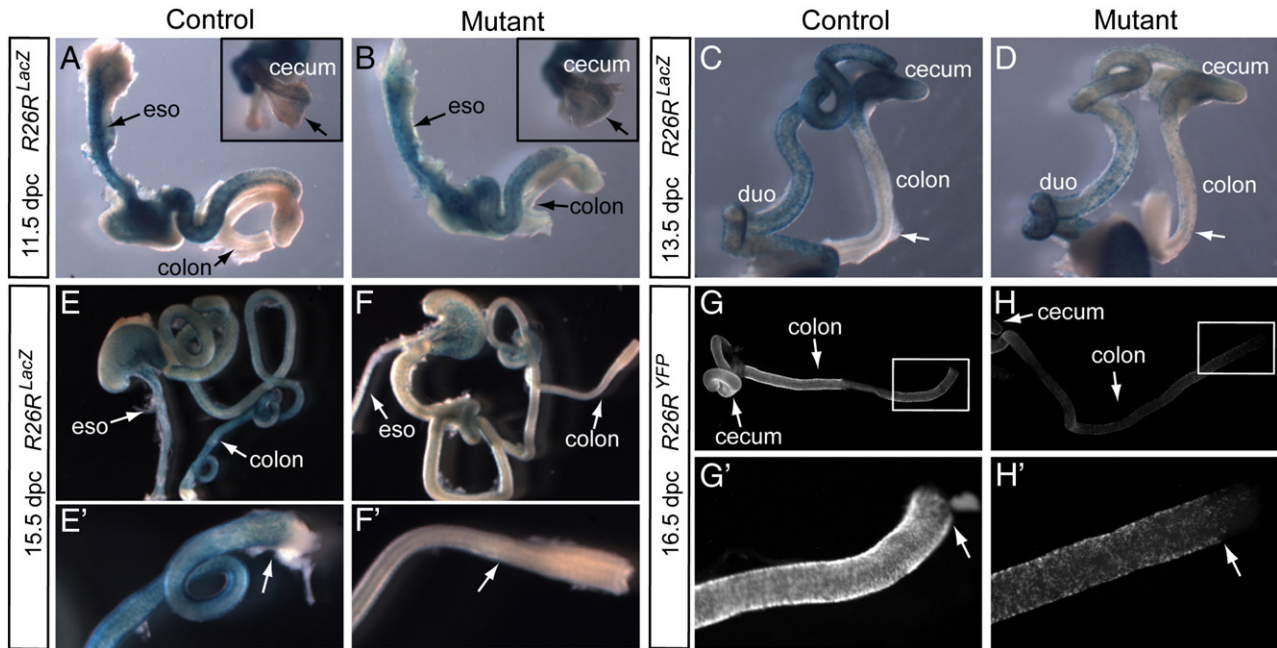 Control
Mutant
Control
Mutant
11.5 dpc R26R LacZ
A
eso
cecum
colon
B
eso
cecum
colon
13.5 dpc R26R LacZ
C
cecum
duo
colon
D
cecum
duo
colon
15.5 dpc R26R LacZ
E
eso
colon
F
eso
colon
E'
F'
16.5 dpc R26R YFP
G
colon
cecum
H
cecum
colon
G'
H'